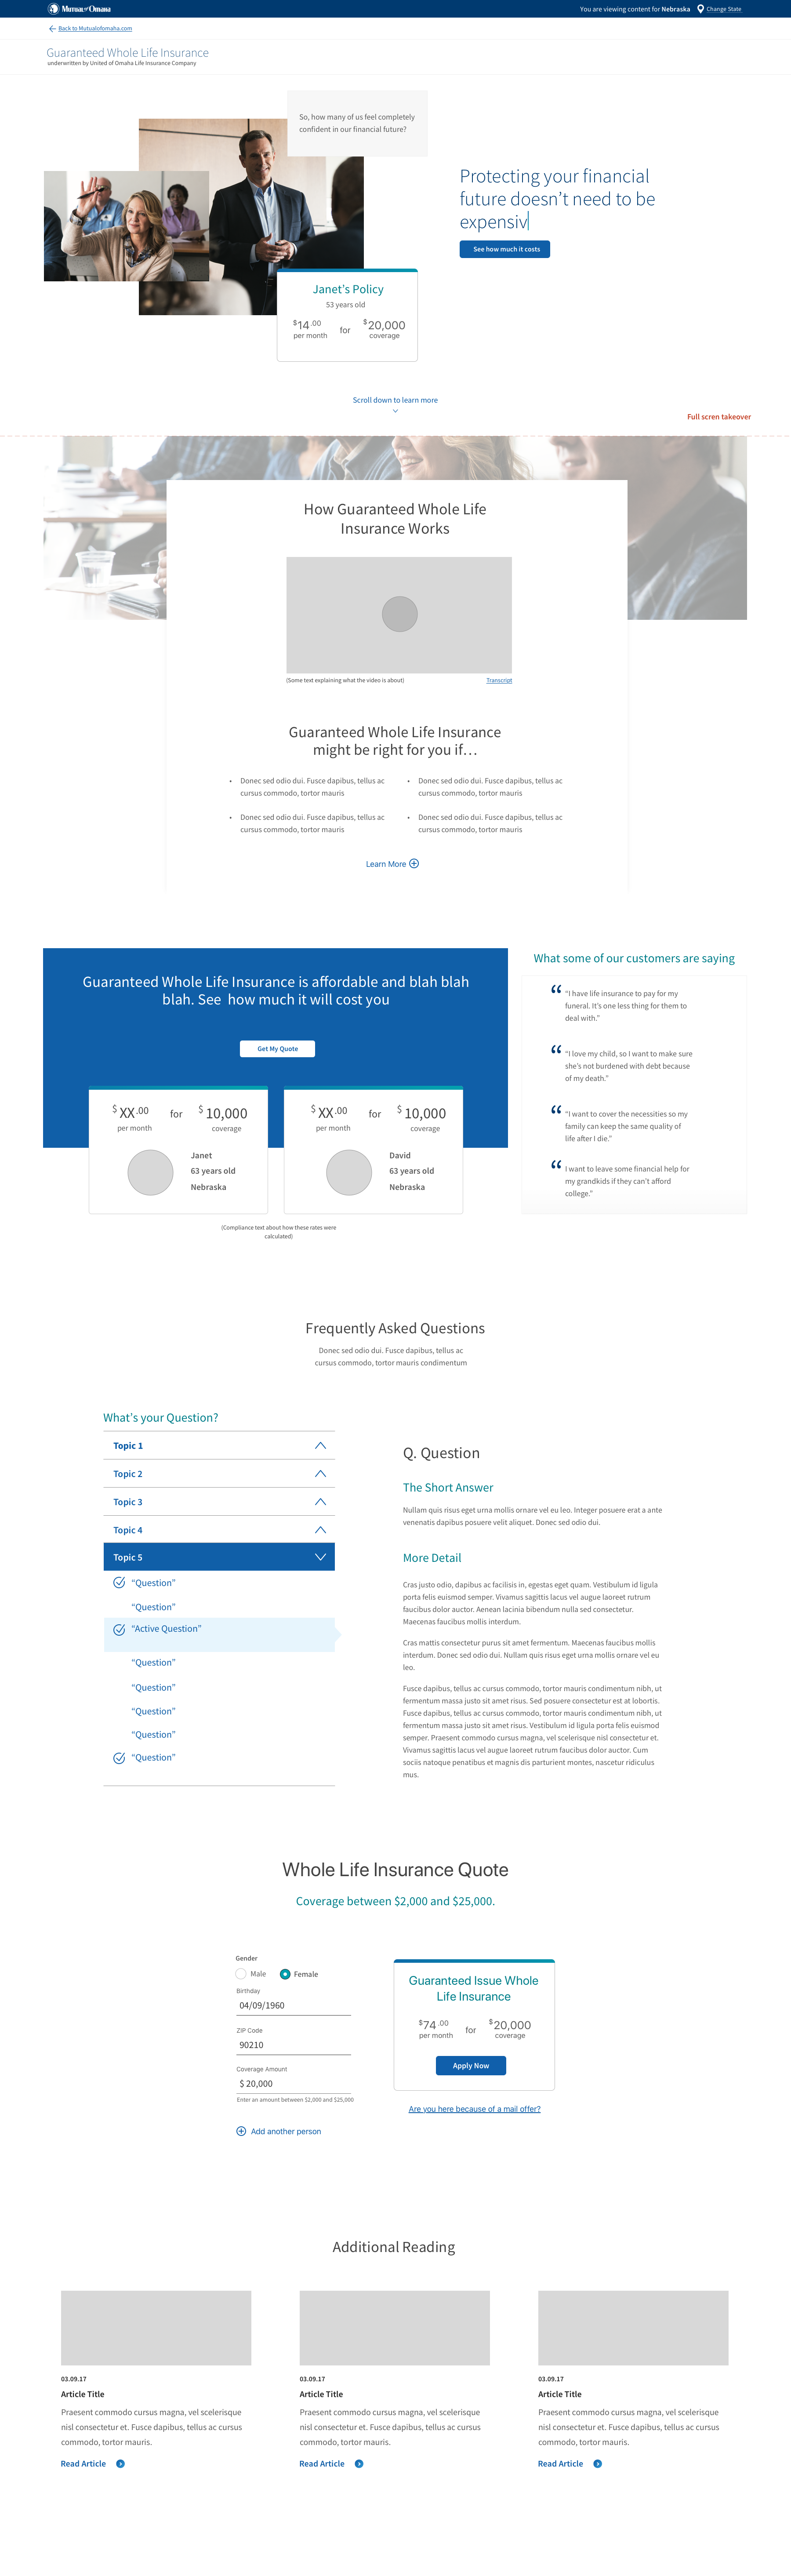 Mutual of Omaha
You are viewing content for Nebraska
Change State
Back to Mutualofomaha.com
Guaranteed Whole Life Insurance
underwritten by United of Omaha Life Insurance Company
So, how many of us feel completely
confident in our financial future?
Protecting your financial
future doesn't need to be
expensiv
See how much it costs
Janet's Policy
53 years old
$14.00 for $20,000
per month coverage
Scroll down to learn more
Full scren takeover
How Guaranteed Whole Life
Insurance Works
(Some text explaining what the video is about)
Transcript
Guaranteed Whole Life Insurance
might be right for you if…
• Donec sed odio dui. Fusce dapibus, tellus ac
cursus commodo, tortor mauris
• Donec sed odio dui. Fusce dapibus, tellus ac
cursus commodo, tortor mauris
• Donec sed odio dui. Fusce dapibus, tellus ac
cursus commodo, tortor mauris
• Donec sed odio dui. Fusce dapibus, tellus ac
cursus commodo, tortor mauris
Learn More
Guaranteed Whole Life Insurance is affordable and blah blah
blah. See how much it will cost you
Get My Quote
$XX.00 for $10,000
per month coverage
Janet
63 years old
Nebraska
$XX.00 for $10,000
per month coverage
David
63 years old
Nebraska
(Compliance text about how these rates were
calculated)
What some of our customers are saying
“
“I have life insurance to pay for my
funeral. It's one less thing for them to
deal with.”
“
“I love my child, so I want to make sure
she's not burdened with debt because
of my death.”
“
“I want to cover the necessities so my
family can keep the same quality of
life after I die.”
“
I want to leave some financial help for
my grandkids if they can't afford
college.”
Frequently Asked Questions
Donec sed odio dui. Fusce dapibus, tellus ac
cursus commodo, tortor mauris condimentum
What's your Question?
Topic 1
Topic 2
Topic 3
Topic 4
Topic 5
“Question”
“Question”
“Active Question”
“Question”
“Question”
“Question”
“Question”
“Question”
Q. Question
The Short Answer
Nullam quis risus eget urna mollis ornare vel eu leo. Integer posuere erat a ante
venenatis dapibus posuere velit aliquet. Donec sed odio dui.
More Detail
Cras justo odio, dapibus ac facilisis in, egestas eget quam. Vestibulum id ligula
porta felis euismod semper. Vivamus sagittis lacus vel augue laoreet rutrum
faucibus dolor auctor. Aenean lacinia bibendum nulla sed consectetur.
Maecenas faucibus mollis interdum.
Cras mattis consectetur purus sit amet fermentum. Maecenas faucibus mollis
interdum. Donec sed odio dui. Nullam quis risus eget urna mollis ornare vel eu
leo.
Fusce dapibus, tellus ac cursus commodo, tortor mauris condimentum nibh, ut
fermentum massa justo sit amet risus. Sed posuere consectetur est at lobortis.
Fusce dapibus, tellus ac cursus commodo, tortor mauris condimentum nibh, ut
fermentum massa justo sit amet risus. Vestibulum id ligula porta felis euismod
semper. Praesent commodo cursus magna, vel scelerisque nisl consectetur et.
Vivamus sagittis lacus vel augue laoreet rutrum faucibus dolor auctor. Cum
sociis natoque penatibus et magnis dis parturient montes, nascetur ridiculus
mus.
Whole Life Insurance Quote
Coverage between $2,000 and $25,000.
Gender
Male
Female
Birthday
04/09/1960
ZIP Code
90210
Coverage Amount
$ 20,000
Enter an amount between $2,000 and $25,000
Add another person
Guaranteed Issue Whole
Life Insurance
$74.00 for $20,000
per month coverage
Apply Now
Are you here because of a mail offer?
Additional Reading
03.09.17
Article Title
Praesent commodo cursus magna, vel scelerisque
nisl consectetur et. Fusce dapibus, tellus ac cursus
commodo, tortor mauris.
Read Article
03.09.17
Article Title
Praesent commodo cursus magna, vel scelerisque
nisl consectetur et. Fusce dapibus, tellus ac cursus
commodo, tortor mauris.
Read Article
03.09.17
Article Title
Praesent commodo cursus magna, vel scelerisque
nisl consectetur et. Fusce dapibus, tellus ac cursus
commodo, tortor mauris.
Read Article